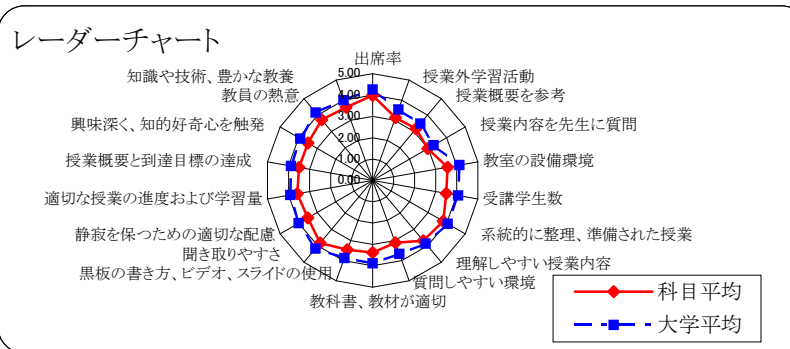 レーダーチャート
出席率
授業外学習活動
授業概要を参考
授業内容を先生に質問
教室の設備環境
受講学生数
系統的に整理、準備された授業
理解しやすい授業内容
質問しやすい環境
教科書、教材が適切
黒板の書き方、ビデオ、スライドの使用
聞き取りやすさ
静寂を保つための適切な配慮
適切な授業の進度および学習量
授業概要と到達目標の達成
興味深く、知的好奇心を触発
教員の熱意
知識や技術、豊かな教養
5.00
4.00
3.00
2.00
1.00
0.00
科目平均
大学平均